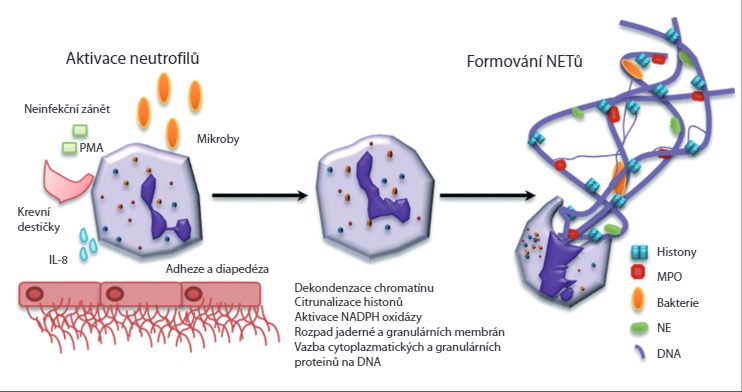 Aktivace neutrofilů
Formování NETů
Neinfekční zánět
PMA
Mikroby
Krevní
destičky
IL-8
Adheze a diapedéza
Dekondenzace chromatínu
Citrunalizace histonů
Aktivace NADPH oxidázy
Rozpad jaderné a granulárních membrán
Vazba cytoplazmatických a granulárních
proteinů na DNA
Histony
MPO
Bakterie
NE
DNA